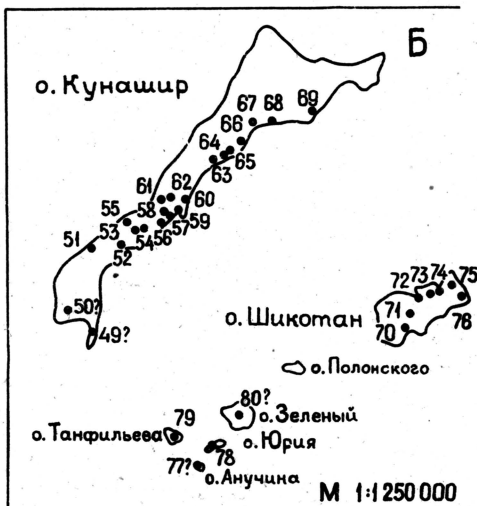 Б
о. Кунашир
69
67 68
66
64
65
63
61 62
60
55 58
59
53
57
51
54 56
52
50?
49?
72 73 74 75
71
76
70
о. Шикотан
о. Полонского
80?
79
о. Зеленый
о. Танфильева
о. Юрия
78
77?
о. Анучина
М 1:1 250 000